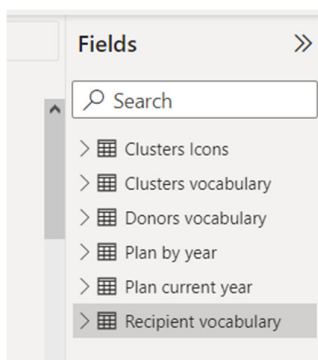 Fields
Search
Clusters Icons
Clusters vocabulary
Donors vocabulary
Plan by year
Plan current year
Recipient vocabulary